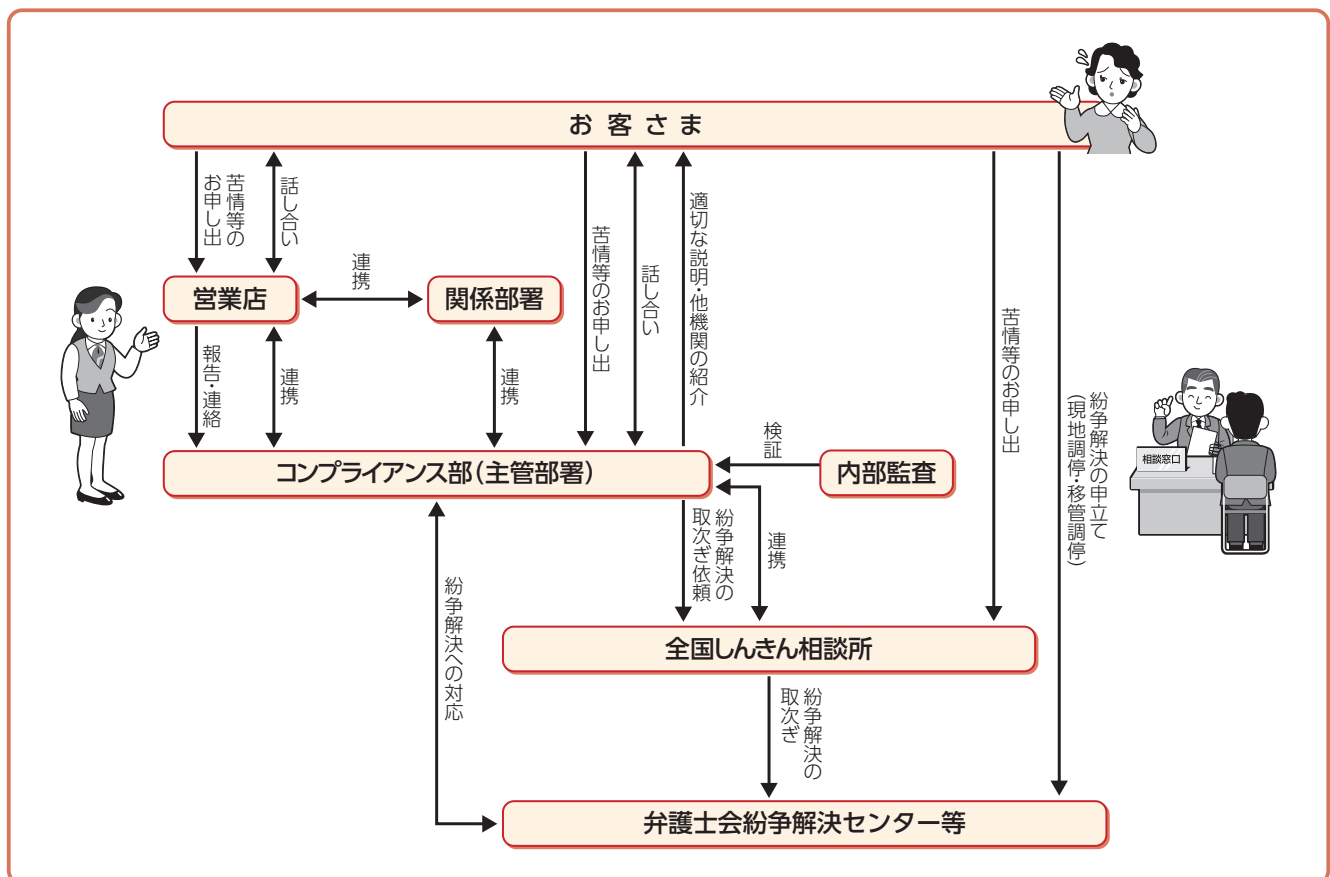 お客さま
苦情等の
お申し出
話し合い
苦情等のお申し出
話し合い
適切な説明・他機関の紹介
苦情等のお申し出
紛争解決の申立て
(現地調停・移管調停)
営業店
連携
関係部署
報告・連絡
連携
連携
検証
コンプライアンス部(主管部署)
内部監査
相談窓口
紛争解決の
取次ぎ依頼
連携
紛争解決への対応
全国しんきん相談所
紛争解決の
取次ぎ
弁護士会紛争解決センター等